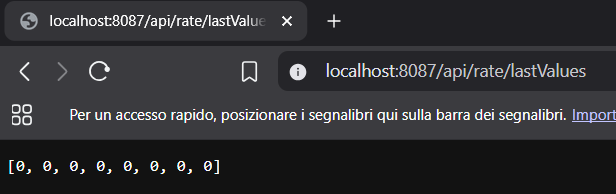 localhost:8087/api/rate/lastValue
localhost:8087/api/rate/lastValues
Per un accesso rapido, posizionare i segnalibri qui sulla barra dei segnalibri. Import
[0, 0, 0, 0, 0, 0, 0, 0]